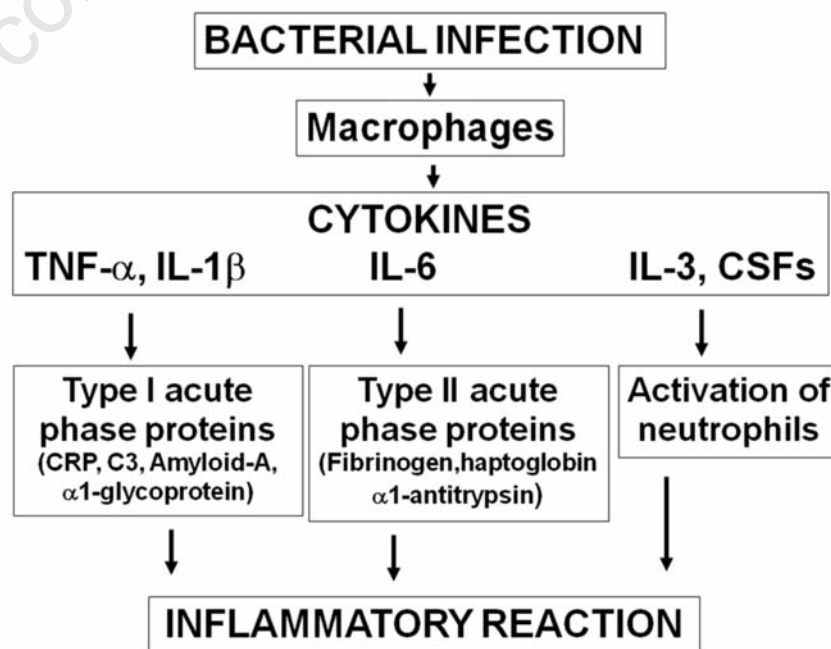 BACTERIAL INFECTION
Macrophages
CYTOKINES
TNF-α, IL-1β IL-6 IL-3, CSFs
Type I acute
phase proteins
(CRP, C3, Amyloid-A,
α1-glycoprotein)
Type II acute
phase proteins
(Fibrinogen,haptoglobin
α1-antitrypsin)
Activation of
neutrophils
INFLAMMATORY REACTION